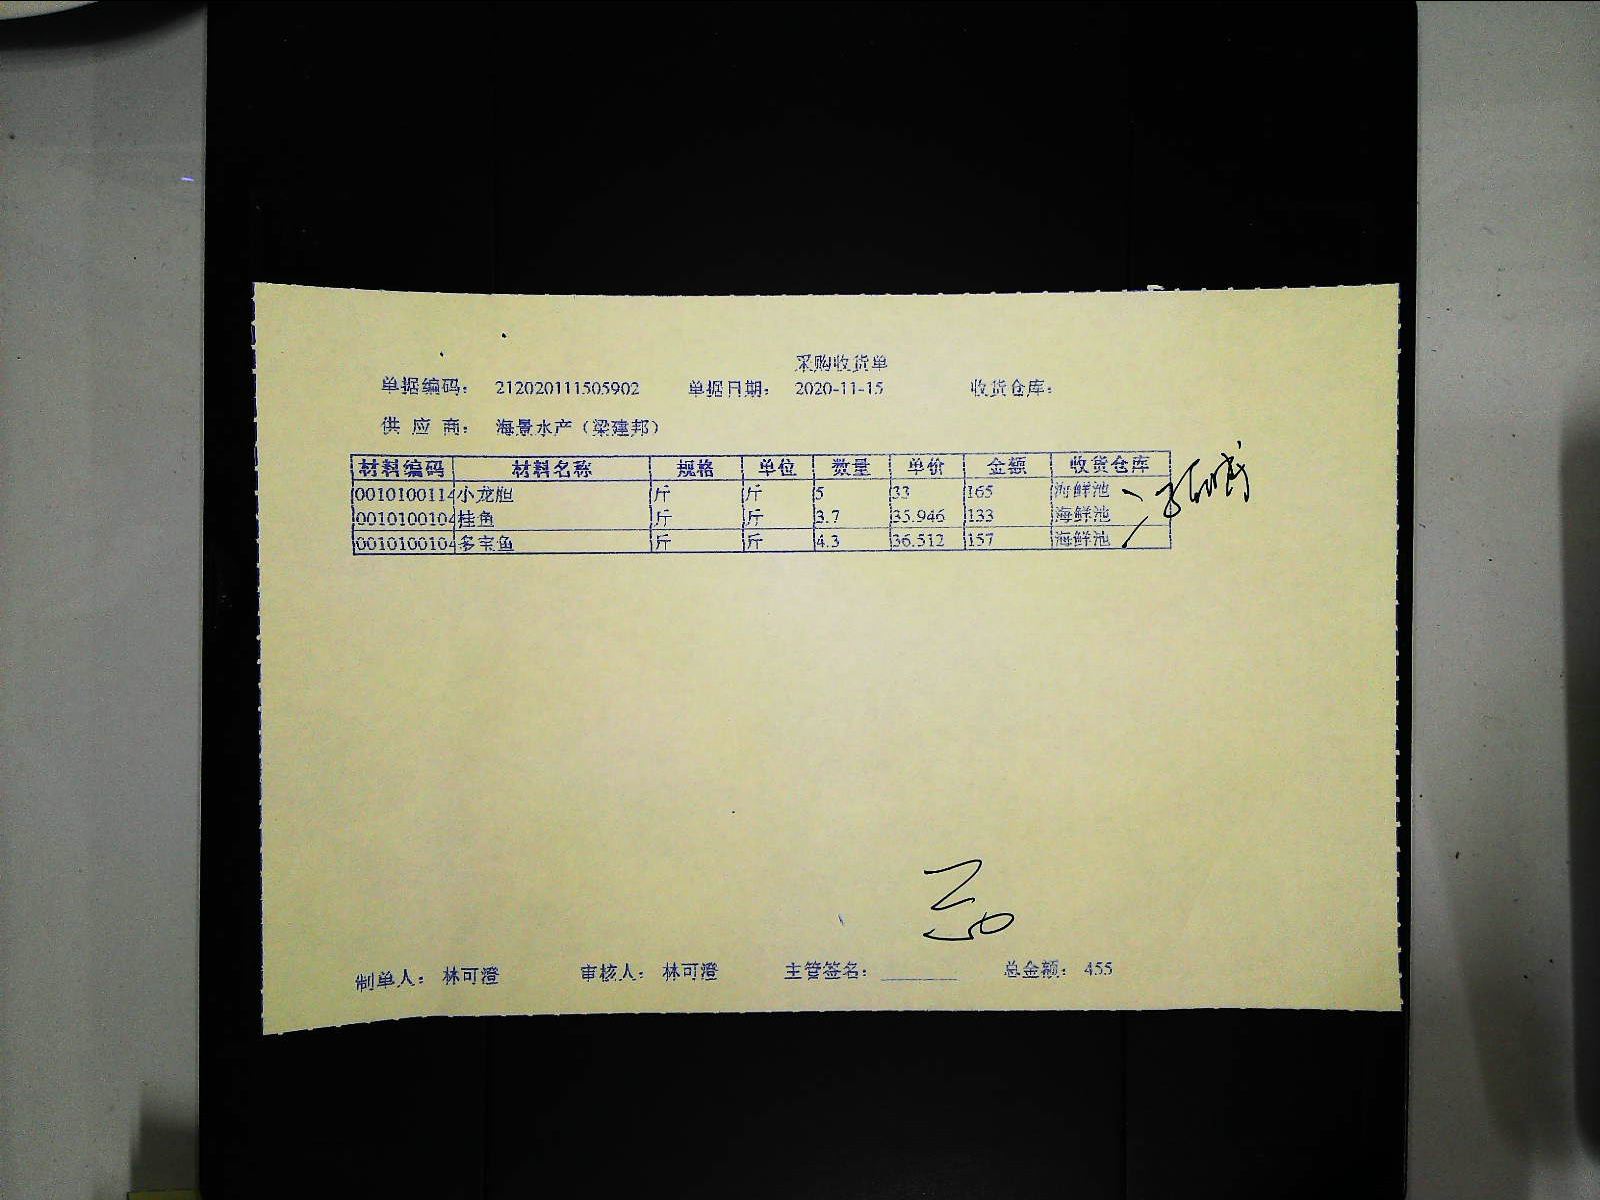 采购收货单
单据编码： 212020111505902 单据日期： 2020-11-15 收货仓库：
供 应 商： 海景水产（梁建邦）
材料编码 材料名称 规格 单位 数量 单价 金额 收货仓库
0010100114 小龙胆 斤 斤 5 33 165 海鲜池
0010100104 桂鱼 斤 斤 3.7 35.946 133 海鲜池
0010100104 多宝鱼 斤 斤 4.3 36.512 157 海鲜池
制单人： 林可澄 审核人： 林可澄 主管签名： 总金额： 455